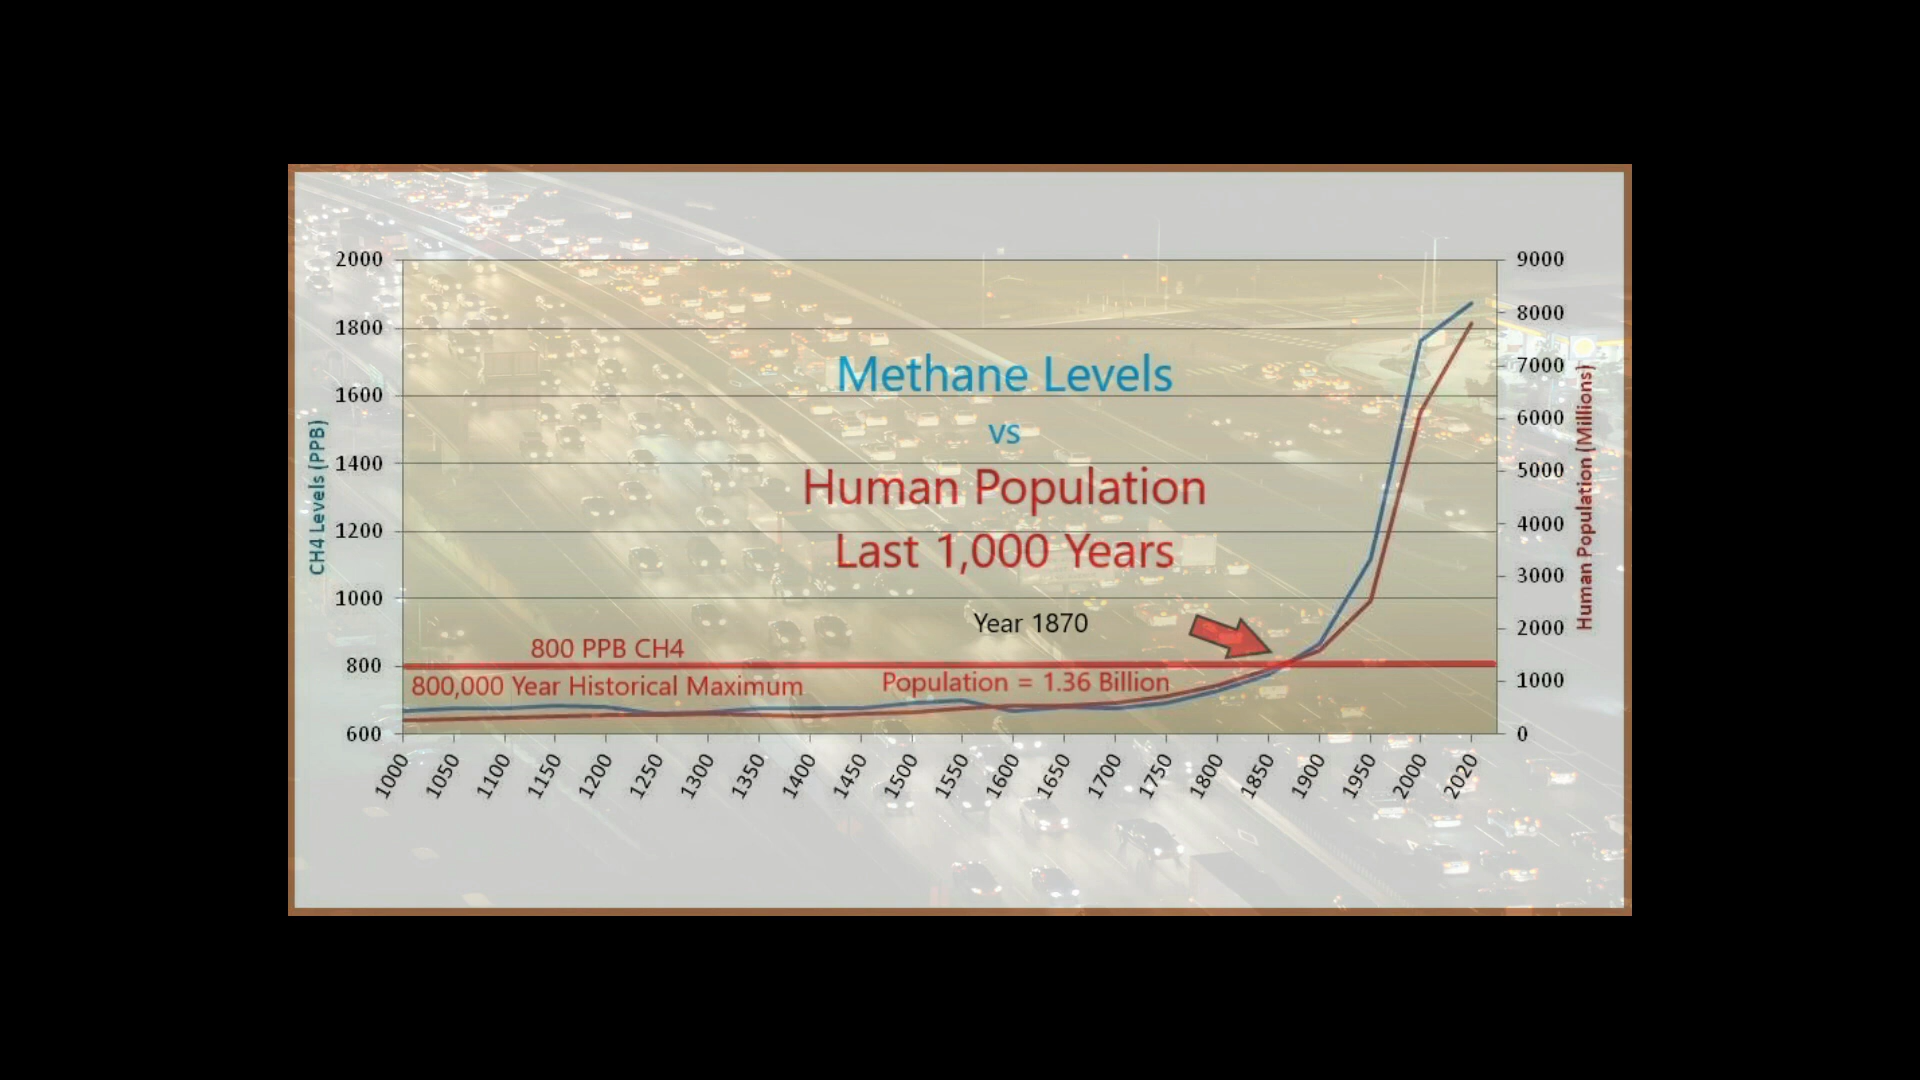 Methane Levels
vs
Human Population
Last 1,000 Years
Year 1870
800 PPB CH4
800,000 Year Historical Maximum
Population = 1.36 Billion
CH4 Levels (PPB)
2000
1800
1600
1400
1200
1000
800
600
Human Population (Millions)
9000
8000
7000
6000
5000
4000
3000
2000
1000
0
1000 1050 1100 1150 1200 1250 1300 1350 1400 1450 1500 1550 1600 1650 1700 1750 1800 1850 1900 1950 2000 2020